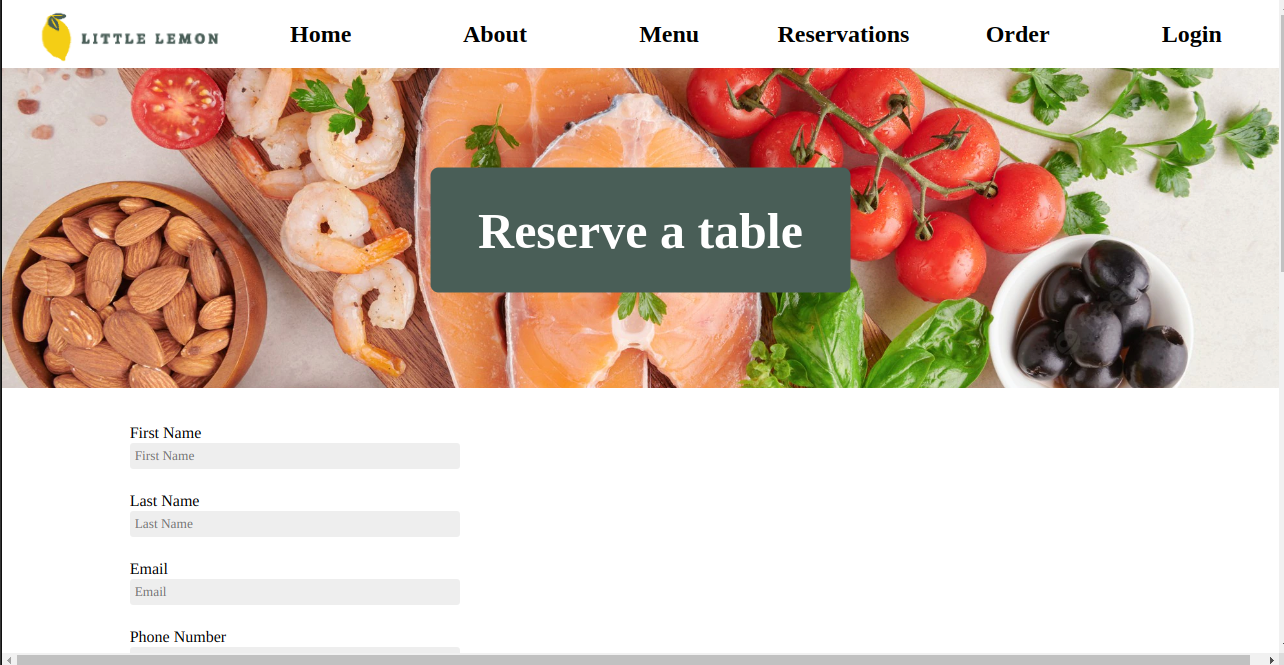 LITTLE LEMON
Home About Menu Reservations Order Login
Reserve a table
First Name
First Name
Last Name
Last Name
Email
Email
Phone Number